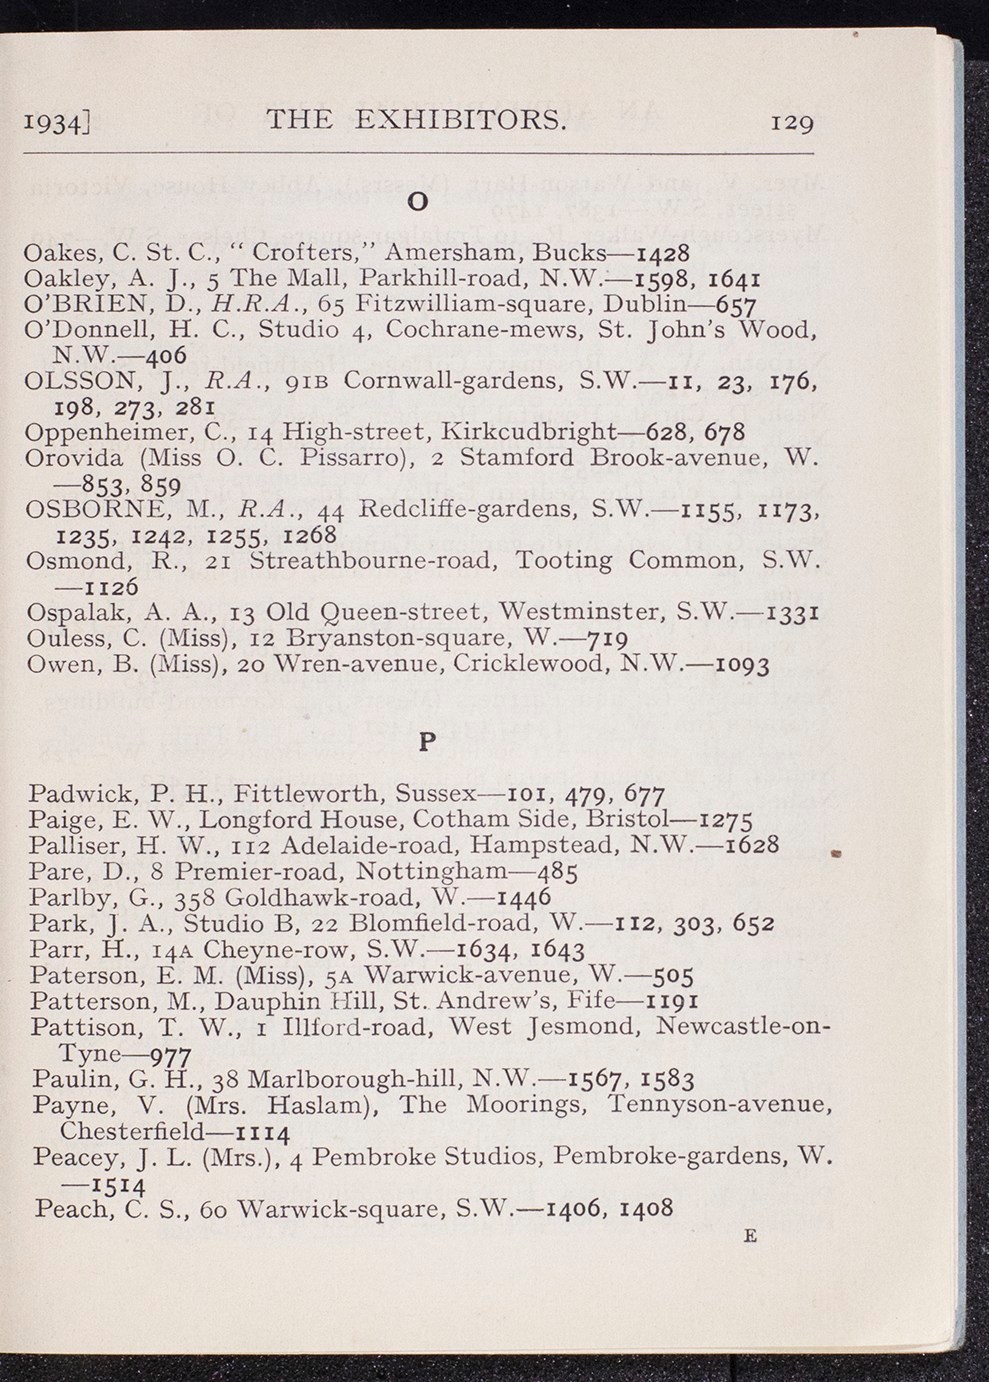 1934] THE EXHIBITORS. 129
O
Oakes, C. St. C., “ Crofters,” Amersham, Bucks—1428
Oakley, A. J., 5 The Mall, Parkhill-road, N.W.—1598, 1641
O’BRIEN, D., H.R.A., 65 Fitzwilliam-square, Dublin—657
O’Donnell, H. C., Studio 4, Cochrane-mews, St. John’s Wood,
N.W.—406
OLSSON, J., R.A., 91B Cornwall-gardens, S.W.—11, 23, 176,
198, 273, 281
Oppenheimer, C., 14 High-street, Kirkcudbright—628, 678
Orovida (Miss O. C. Pissarro), 2 Stamford Brook-avenue, W.
—853, 859
OSBORNE, M., R.A., 44 Redcliffe-gardens, S.W.—1155, 1173,
1235, 1242, 1255, 1268
Osmond, R., 21 Streathbourne-road, Tooting Common, S.W.
—1126
Ospalak, A. A., 13 Old Queen-street, Westminster, S.W.—1331
Ouless, C. (Miss), 12 Bryanston-square, W.—719
Owen, B. (Miss), 20 Wren-avenue, Cricklewood, N.W.—1093
P
Padwick, P. H., Fittleworth, Sussex—101, 479, 677
Paige, E. W., Longford House, Cotham Side, Bristol—1275
Palliser, H. W., 112 Adelaide-road, Hampstead, N.W.—1628
Pare, D., 8 Premier-road, Nottingham—485
Parlby, G., 358 Goldhawk-road, W.—1446
Park, J. A., Studio B, 22 Blomfield-road, W.—112, 303, 652
Parr, H., 14A Cheyne-row, S.W.—1634, 1643
Paterson, E. M. (Miss), 5A Warwick-avenue, W.—505
Patterson, M., Dauphin Hill, St. Andrew’s, Fife—1191
Pattison, T. W., 1 Illford-road, West Jesmond, Newcastle-on-
Tyne—977
Paulin, G. H., 38 Marlborough-hill, N.W.—1567, 1583
Payne, V. (Mrs. Haslam), The Moorings, Tennyson-avenue,
Chesterfield—1114
Peacey, J. L. (Mrs.), 4 Pembroke Studios, Pembroke-gardens, W.
—1514
Peach, C. S., 60 Warwick-square, S.W.—1406, 1408
E